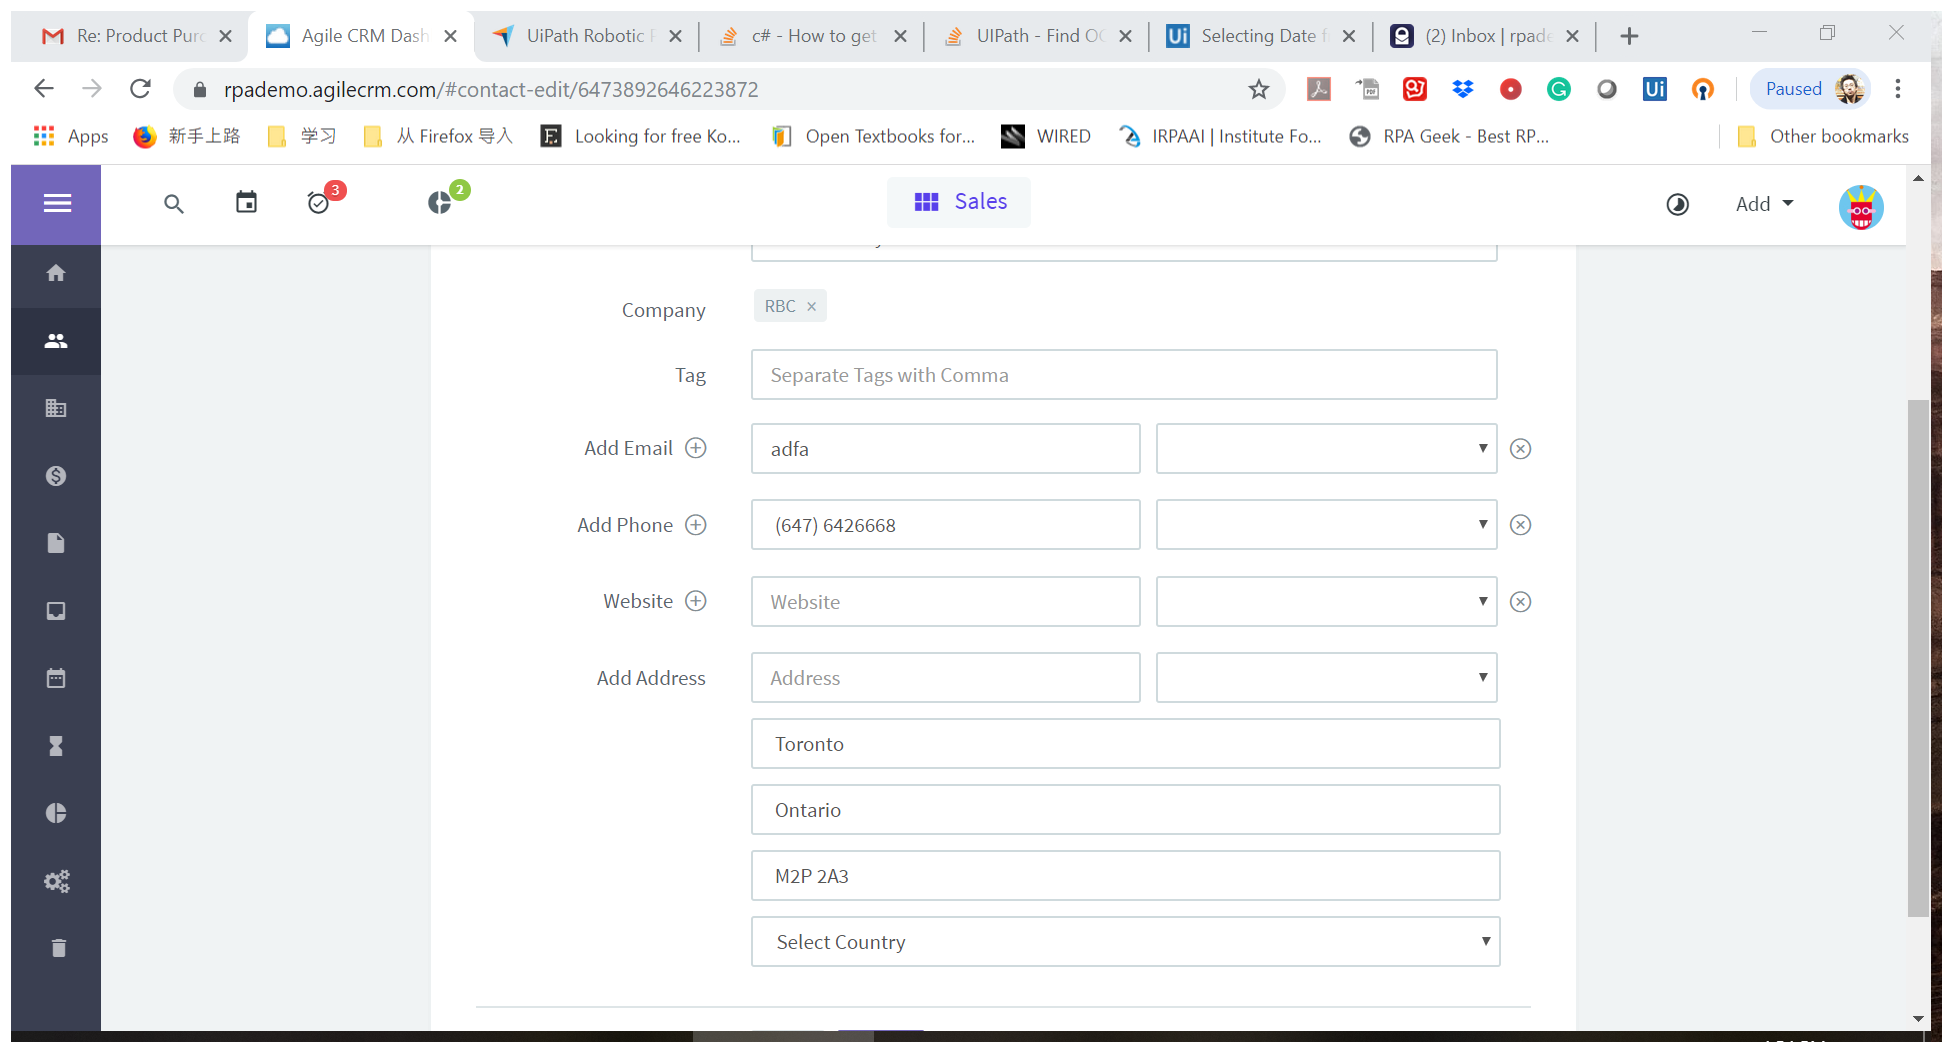 Re: Product Purc
Agile CRM Dash
UiPath Robotic P
c# - How to get
UIPath - Find OC
Ui
Selecting Date f
(2) Inbox | rpade
rpademo.agilecrm.com/#contact-edit/6473892646223872
Ui
Paused
Apps
新手上路
学习
从 Firefox 导入
Looking for free Ko...
Open Textbooks for...
WIRED
IRPAAI | Institute Fo...
RPA Geek - Best RP...
Other bookmarks
3
2
Sales
Add
Company
RBC ×
Tag
Separate Tags with Comma
Add Email
adfa
Add Phone
(647) 6426668
Website
Website
Add Address
Address
Toronto
Ontario
M2P 2A3
Select Country